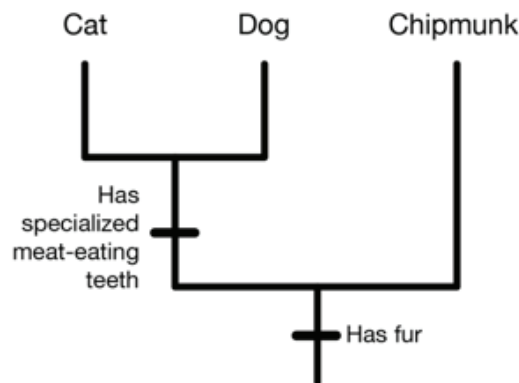 Cat
Dog
Chipmunk
Has
specialized
meat-eating
teeth
Has fur